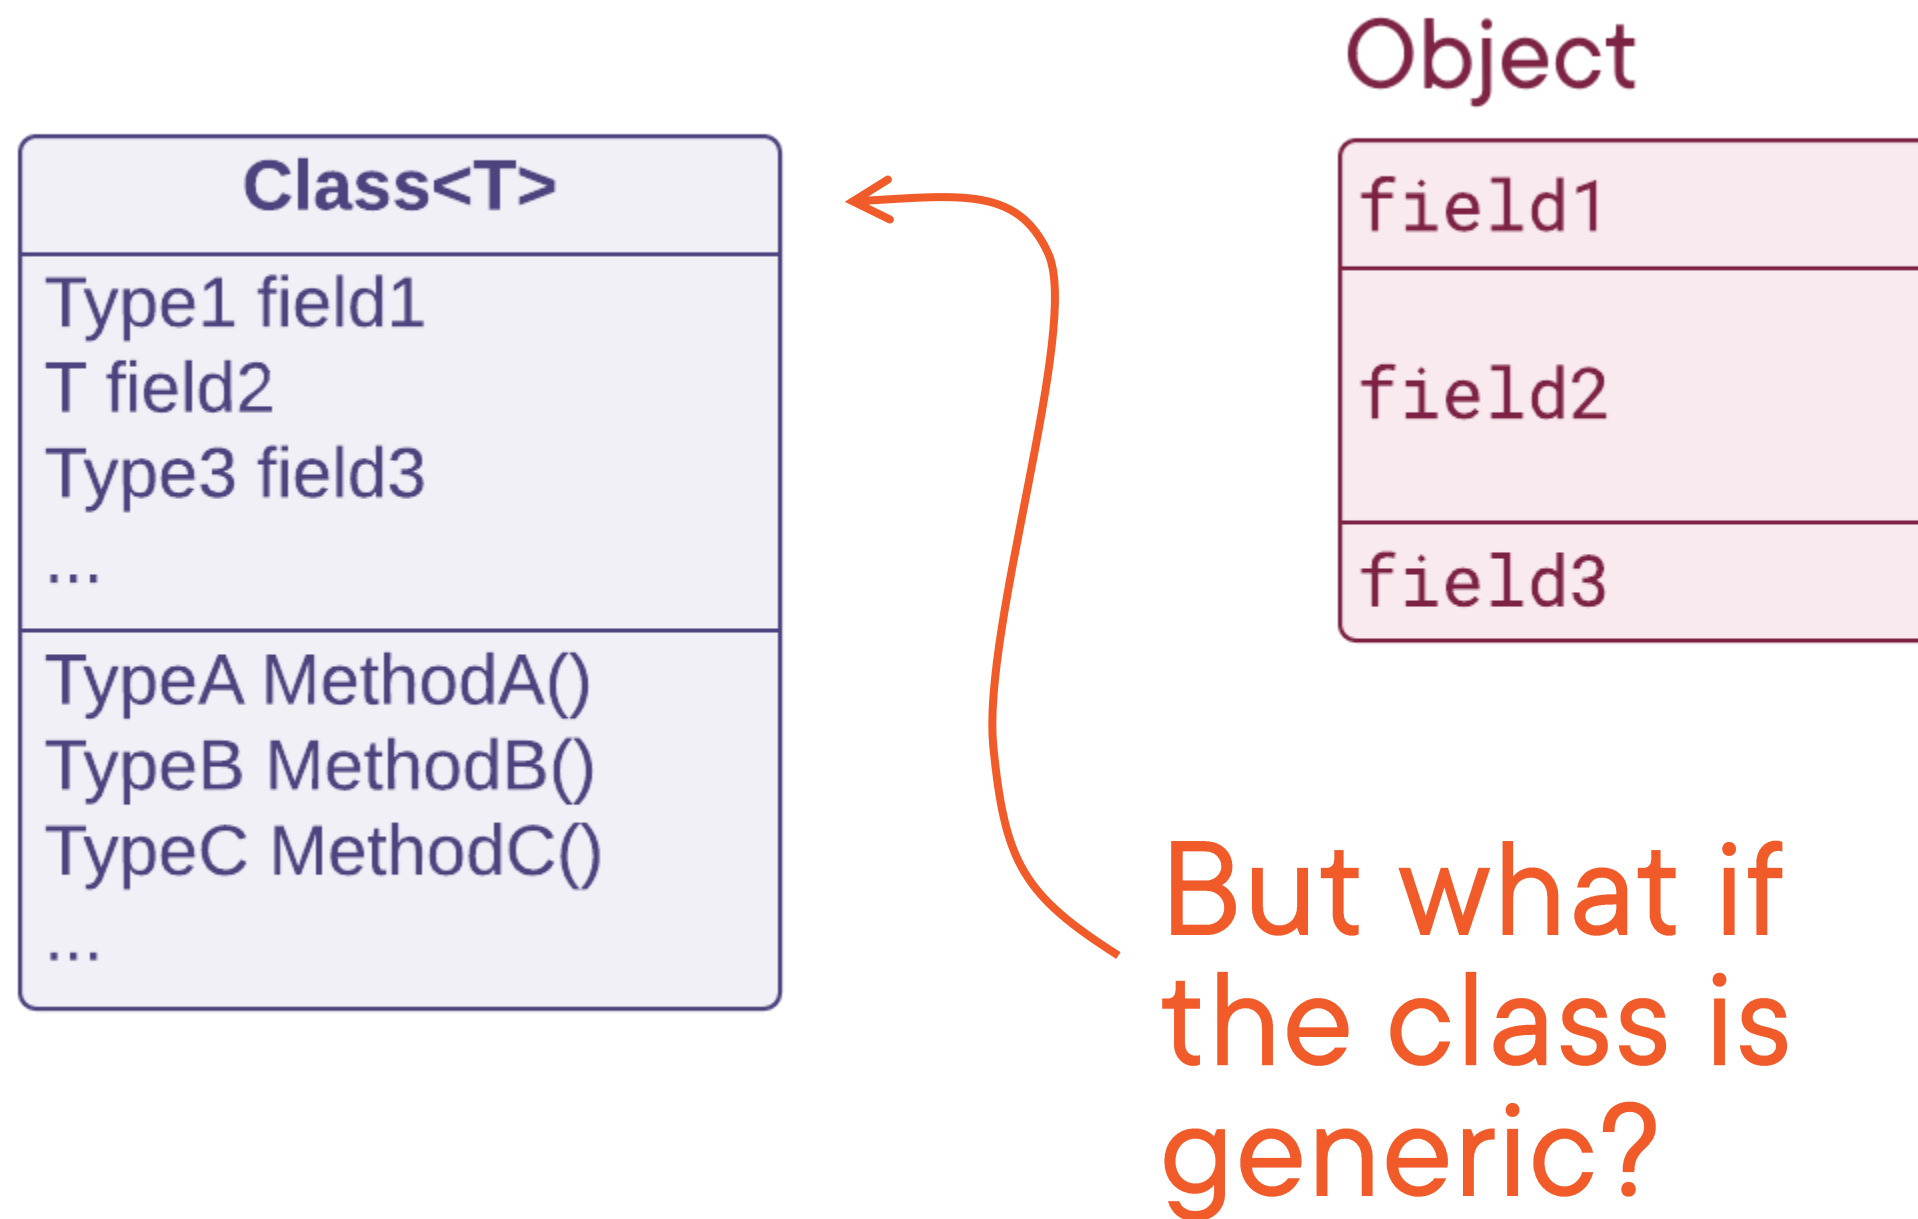 Class<T>
Type1 field1
T field2
Type3 field3
...
TypeA MethodA()
TypeB MethodB()
TypeC MethodC()
...
Object
field1
field2
field3
But what if
the class is
generic?